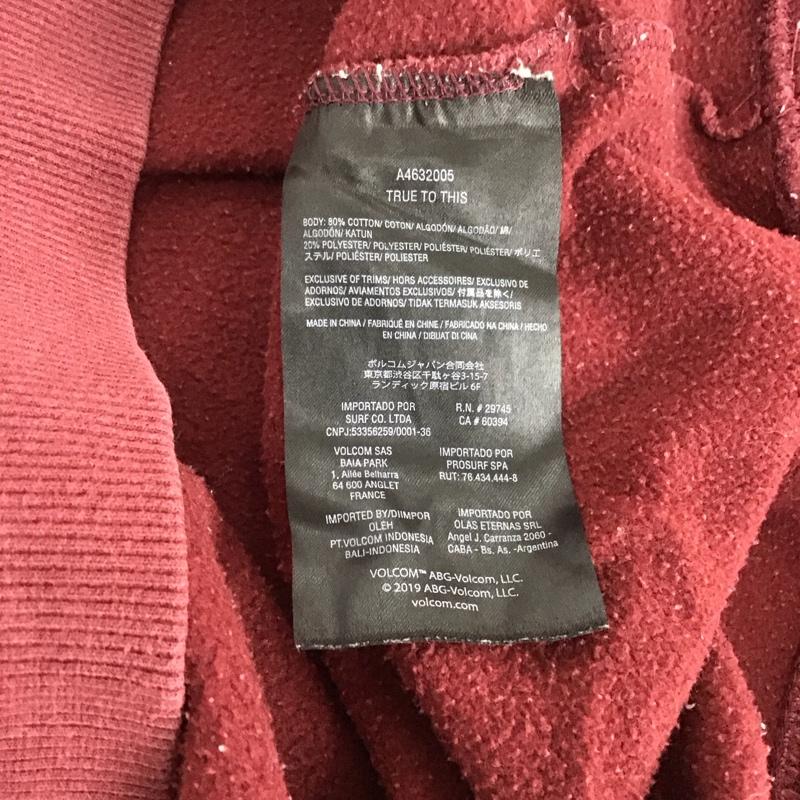 A4632005
TRUE TO THIS
BODY: 80% COTTON/ COTON/ ALGODÓN/ ALGODÃO/ 綿/
ALGODÓN/ KATUN
20% POLYESTER/ POLYESTER/ POLIÉSTER/ POLIÉSTER/ ポリエ
ステル/ POLIÉSTER/ POLIESTER
EXCLUSIVE OF TRIMS/ HORS ACCESSOIRES/ EXCLUSIVO DE
ADORNOS/ AVIAMENTOS EXCLUSIVOS/ 付属品を除く/
EXCLUSIVO DE ADORNOS/ TIDAK TERMASUK AKSESORIS
MADE IN CHINA / FABRIQUÉ EN CHINE / FABRICADO NA CHINA / HECHO
EN CHINA / DIBUAT DI CINA
ボルコムジャパン合同会社
東京都渋谷区千駄ヶ谷3-15-7
ランディック原宿ビル 6F
IMPORTADO POR
SURF CO. LTDA
CNPJ:53356259/0001-36
R.N. # 29745
CA # 60394
VOLCOM SAS
BAIA PARK
1, Allée Belharra
64 600 ANGLET
FRANCE
IMPORTADO POR
PROSURF SPA
RUT: 76.434.444-8
IMPORTED BY/DIIMPOR
OLEH
PT.VOLCOM INDONESIA
BALI-INDONESIA
IMPORTADO POR
OLAS ETERNAS SRL
Angel J. Carranza 2060 -
CABA - Bs. As. -Argentina
VOLCOM™ ABG-Volcom, LLC.
© 2019 ABG-Volcom, LLC.
volcom.com